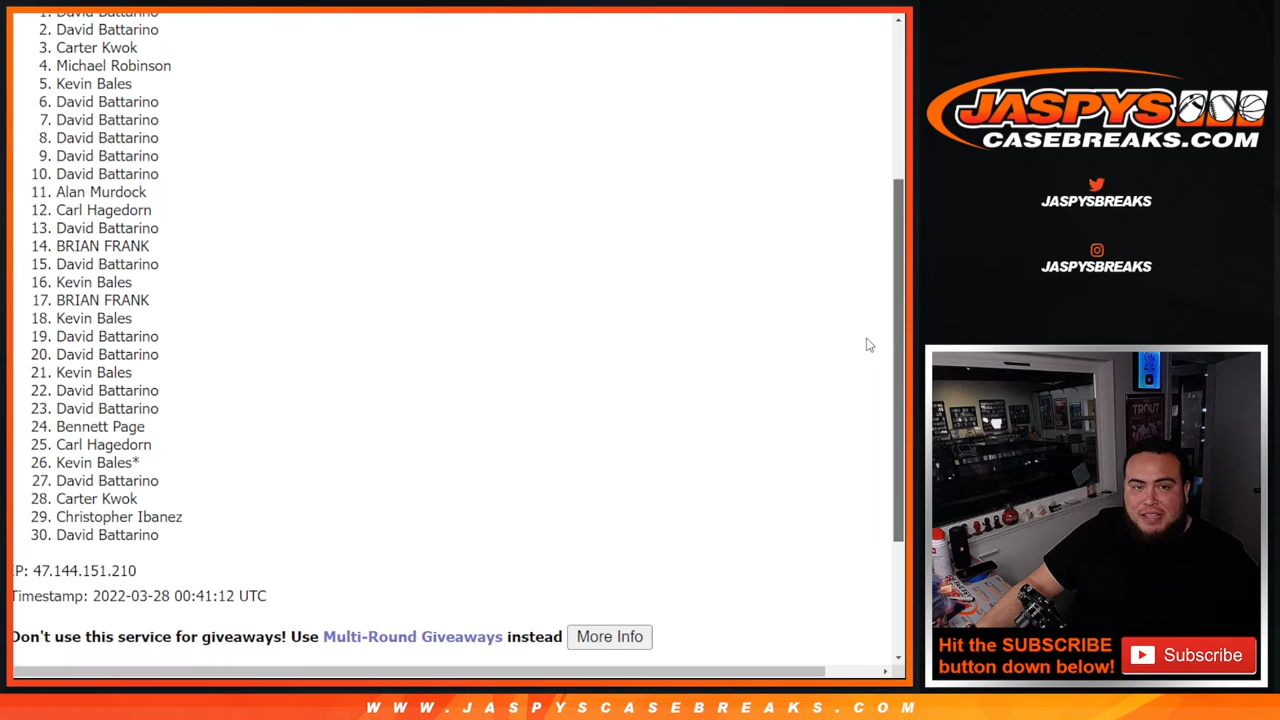 1. David Battarino
2. David Battarino
3. Carter Kwok
4. Michael Robinson
5. Kevin Bales
6. David Battarino
7. David Battarino
8. David Battarino
9. David Battarino
10. David Battarino
11. Alan Murdock
12. Carl Hagedorn
13. David Battarino
14. BRIAN FRANK
15. David Battarino
16. Kevin Bales
17. BRIAN FRANK
18. Kevin Bales
19. David Battarino
20. David Battarino
21. Kevin Bales
22. David Battarino
23. David Battarino
24. Bennett Page
25. Carl Hagedorn
26. Kevin Bales*
27. David Battarino
28. Carter Kwok
29. Christopher Ibanez
30. David Battarino
IP: 47.144.151.210
Timestamp: 2022-03-28 00:41:12 UTC
Don't use this service for giveaways! Use Multi-Round Giveaways instead More Info
JASPYS
CASEBREAKS.COM
JASPYSBREAKS
JASPYSBREAKS
TROUT
Hit the SUBSCRIBE
button down below!
Subscribe
WWW.JASPYSCASEBREAKS.COM